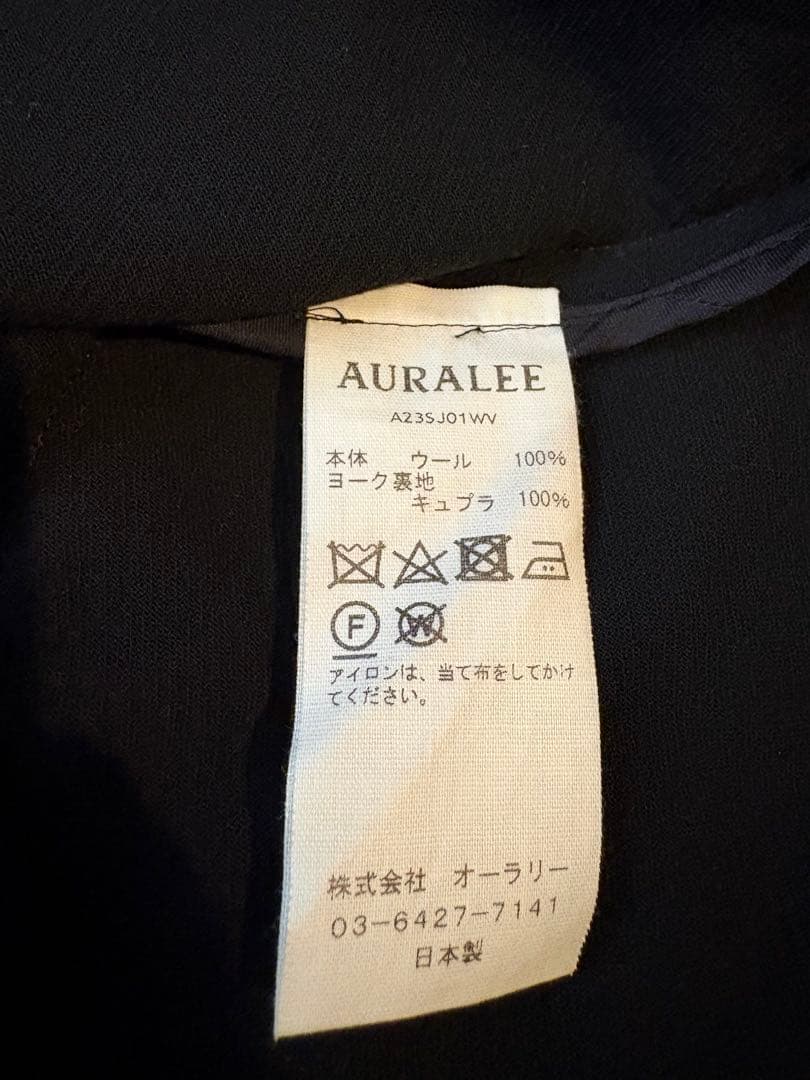 AURALEE
A23SJ01WV
本体 ウール 100%
ヨーク裏地
キュプラ 100%
F W
アイロンは、当て布をしてかけ
てください。
株式会社 オーラリー
03-6427-7141
日本製